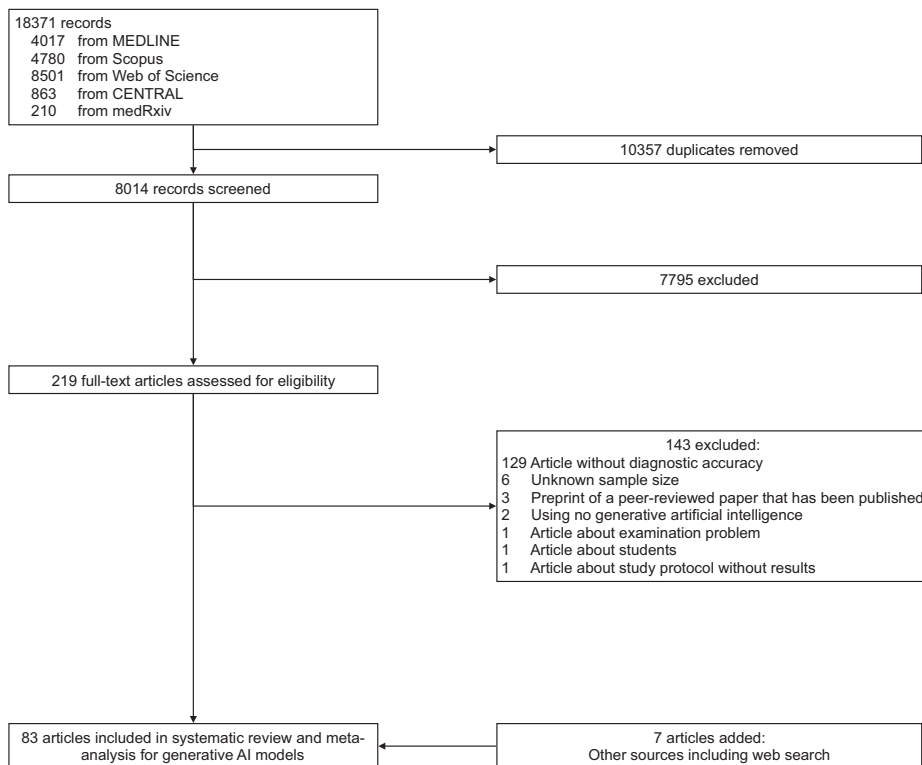 18371 records
4017 from MEDLINE
4780 from Scopus
8501 from Web of Science
863 from CENTRAL
210 from medRxiv
10357 duplicates removed
8014 records screened
7795 excluded
219 full-text articles assessed for eligibility
143 excluded:
129 Article without diagnostic accuracy
6 Unknown sample size
3 Preprint of a peer-reviewed paper that has been published
2 Using no generative artificial intelligence
1 Article about examination problem
1 Article about students
1 Article about study protocol without results
83 articles included in systematic review and meta-
analysis for generative AI models
7 articles added:
Other sources including web search